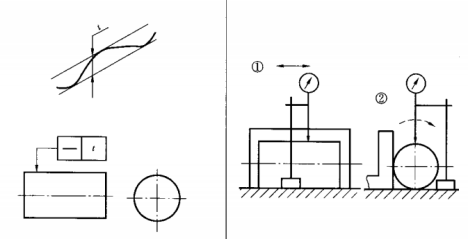 t
①
②
— t